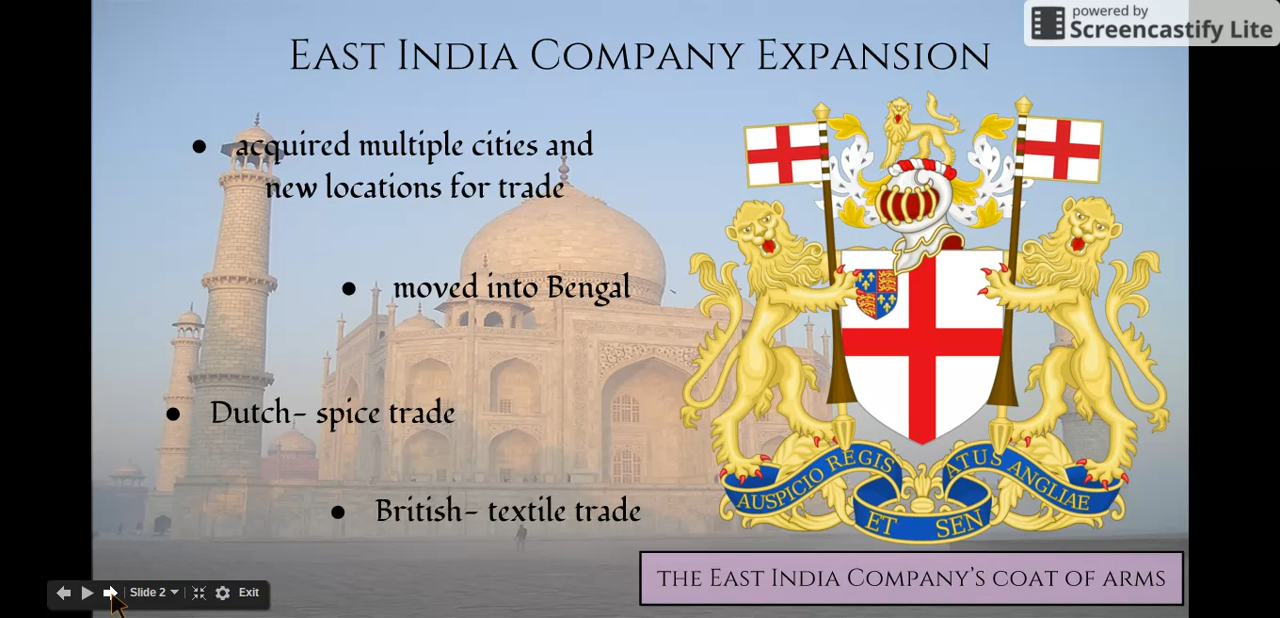 powered by
Screencastify Lite
East India Company Expansion
● acquired multiple cities and
new locations for trade
● moved into Bengal
● Dutch- spice trade
● British- textile trade
AUSPICIO REGIS ET SENATUS ANGLIAE
the East India Company's coat of arms
Slide 2
Exit